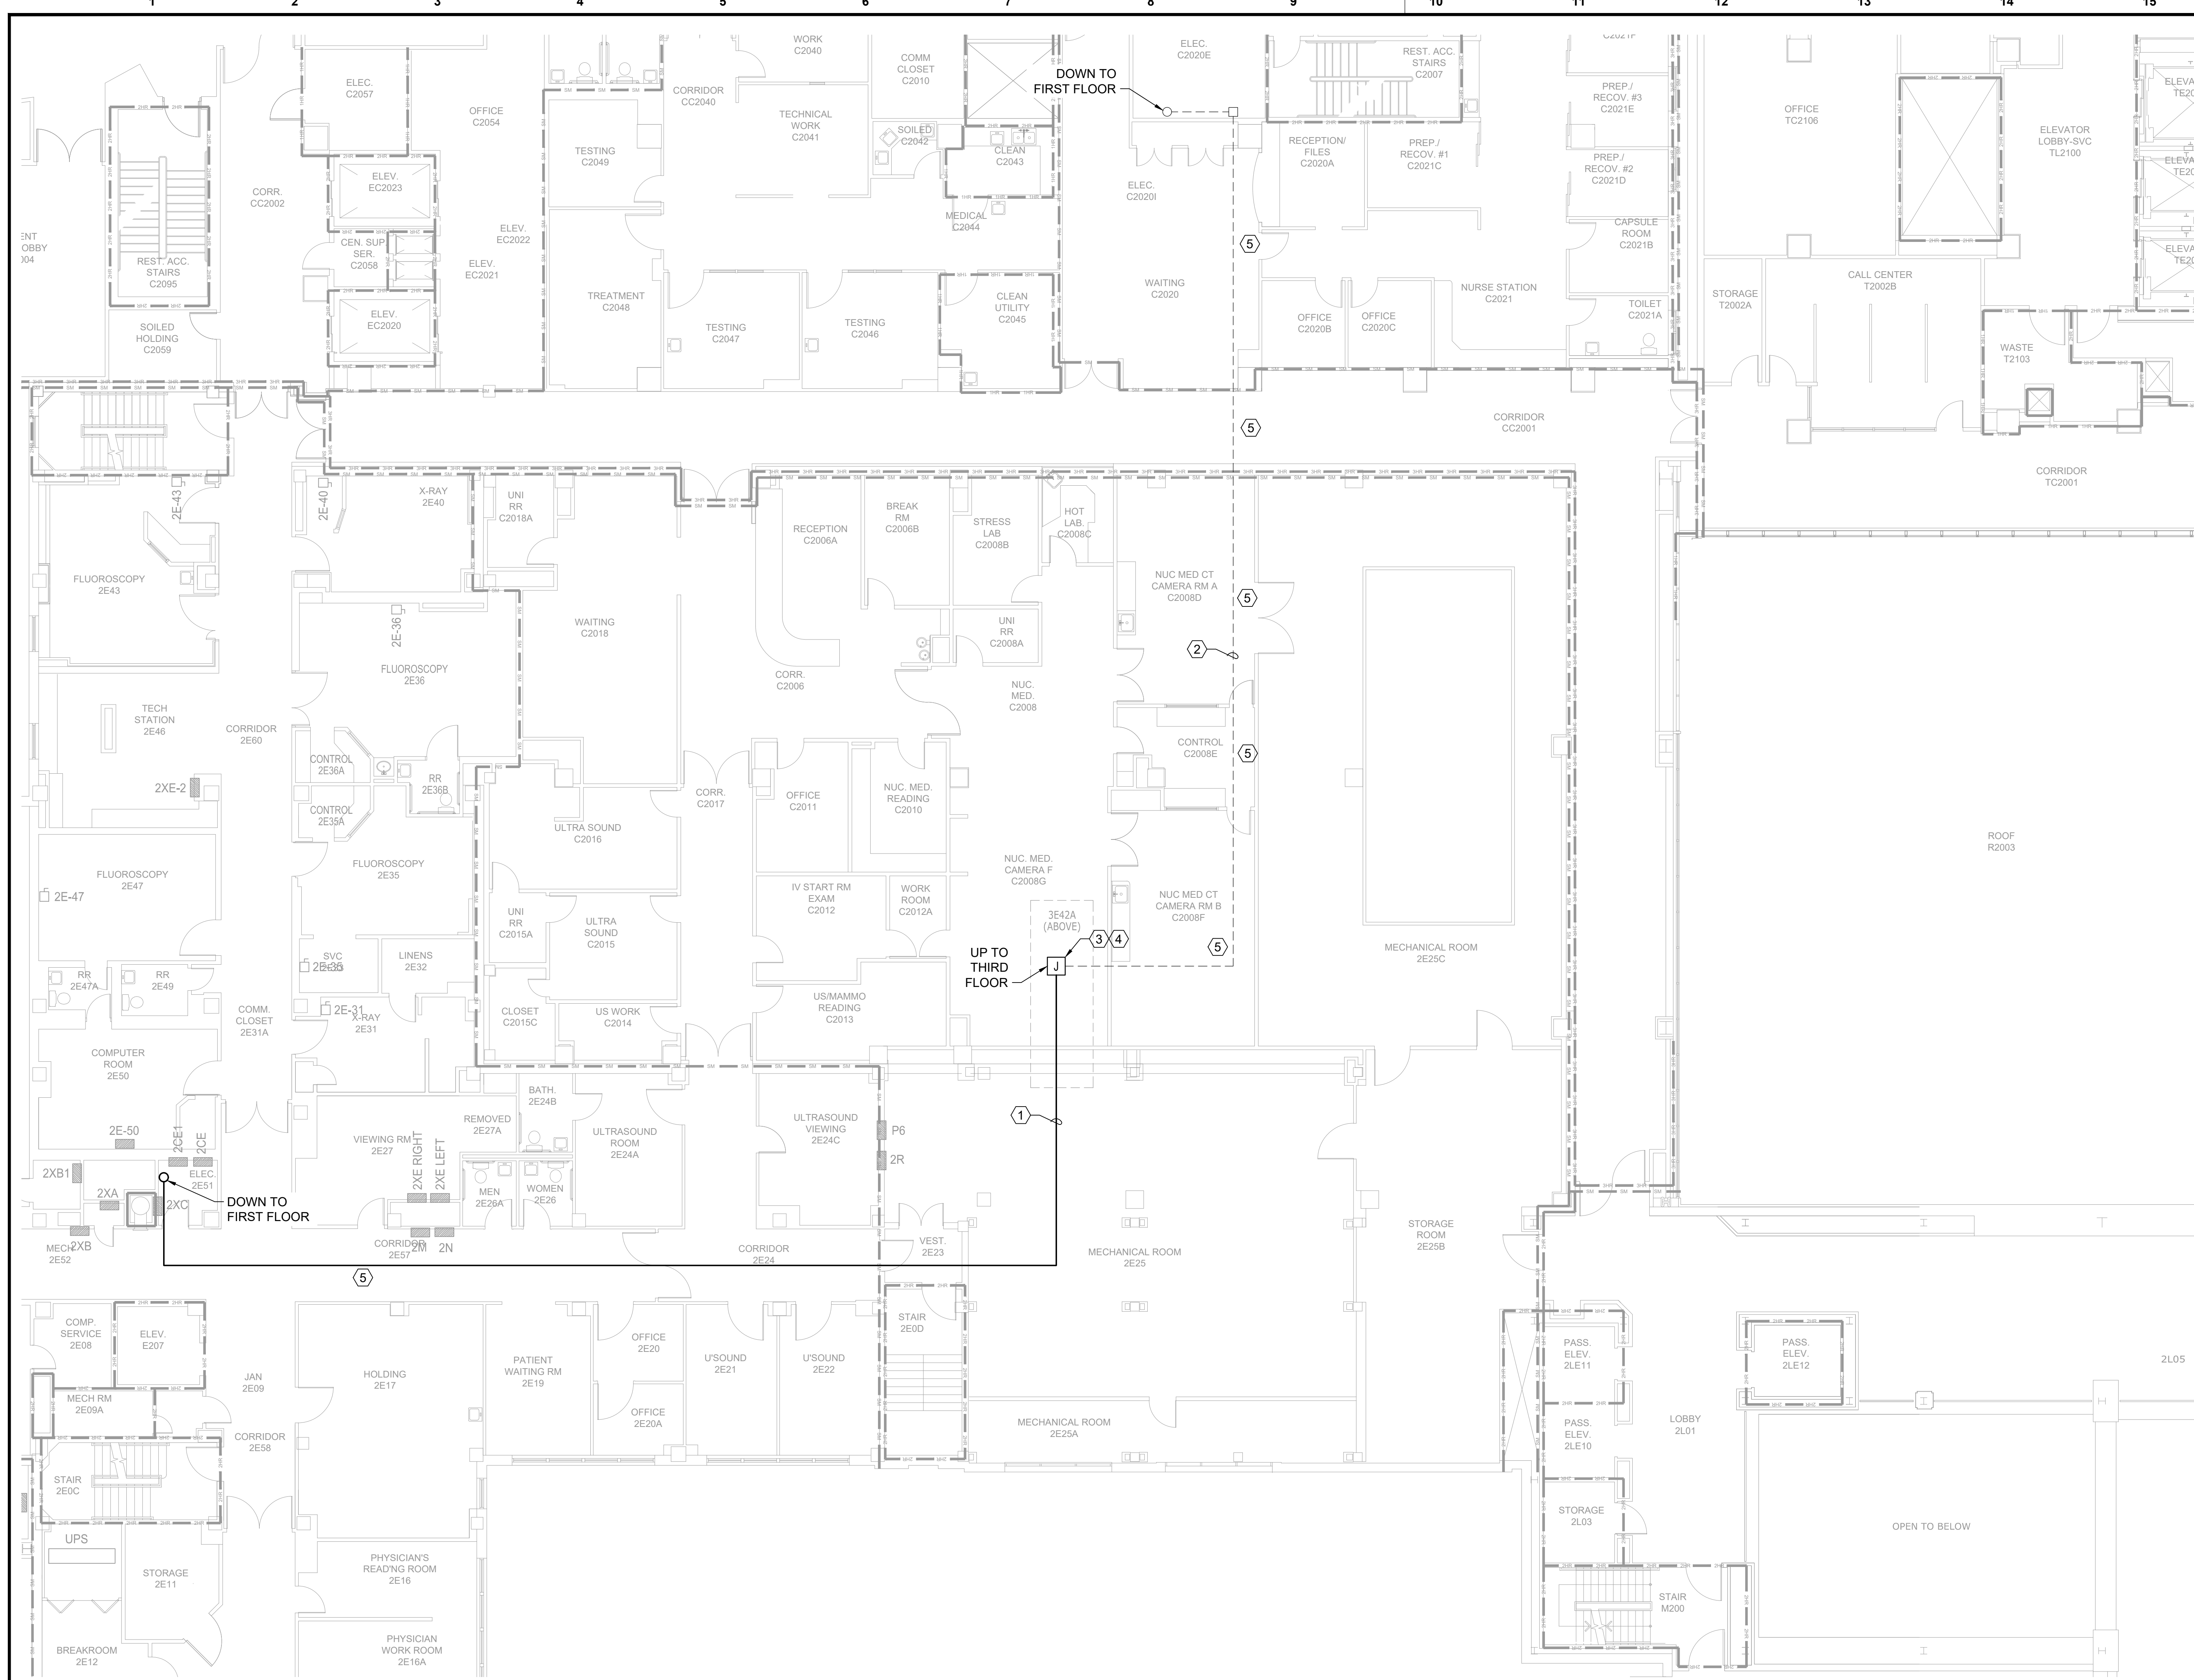 1 2 3 4 5 6 7 8 9 10 11 12 13 14 15
WORK
C2040
COMM
CLOSET
C2010
ELEC.
C2020E
REST. ACC.
STAIRS
C2007
DOWN TO
FIRST FLOOR
ELEC.
C2057
OFFICE
C2054
CORRIDOR
CC2040
TECHNICAL
WORK
C2041
TESTING
C2049
SOILED
C2042
CLEAN
C2043
RECEPTION/
FILES
C2020A
PREP./
RECOV. #1
C2021C
PREP./
RECOV. #3
C2021E
PREP./
RECOV. #2
C2021D
OFFICE
TC2106
ELEVATOR
LOBBY-SVC
TL2100
CORR.
CC2002
ELEV.
EC2023
ELEV.
EC2022
ELEV.
EC2021
CEN. SUP
SER.
C2058
REST. ACC.
STAIRS
C2095
ELEV.
EC2020
SOILED
HOLDING
C2059
MEDICAL
C2044
ELEC.
C2020I
5
CAPSULE
ROOM
C2021B
TREATMENT
C2048
TESTING
C2047
TESTING
C2046
CLEAN
UTILITY
C2045
WAITING
C2020
OFFICE
C2020B
OFFICE
C2020C
NURSE STATION
C2021
TOILET
C2021A
STORAGE
T2002A
CALL CENTER
T2002B
WASTE
T2103
5
CORRIDOR
CC2001
CORRIDOR
TC2001
2E-43
2E-40
X-RAY
2E40
UNI
RR
C2018A
RECEPTION
C2006A
BREAK
RM
C2006B
STRESS
LAB
C2008B
HOT
LAB.
C2008C
FLUOROSCOPY
2E43
NUC MED CT
CAMERA RM A
C2008D
5
2E-36
WAITING
C2018
UNI
RR
C2008A
2
FLUOROSCOPY
2E36
CORR.
C2006
NUC.
MED.
C2008
TECH
STATION
2E46
CORRIDOR
2E60
CONTROL
2E36A
RR
2E36B
CONTROL
C2008E
5
2XE-2
CONTROL
2E35A
CORR.
C2017
OFFICE
C2011
NUC. MED.
READING
C2010
ULTRA SOUND
C2016
ROOF
R2003
FLUOROSCOPY
2E47
2E-47
FLUOROSCOPY
2E35
NUC. MED.
CAMERA F
C2008G
IV START RM
EXAM
C2012
WORK
ROOM
C2012A
NUC MED CT
CAMERA RM B
C2008F
UNI
RR
C2015A
ULTRA
SOUND
C2015
3E42A
(ABOVE)
3 4
5
MECHANICAL ROOM
2E25C
SVC
2E-35
LINENS
2E32
UP TO
THIRD
FLOOR
J
RR
2E47A
RR
2E49
COMM.
CLOSET
2E31A
2E-31
X-RAY
2E31
CLOSET
C2015C
US WORK
C2014
US/MAMMO
READING
C2013
COMPUTER
ROOM
2E50
BATH.
2E24B
REMOVED
2E27A
VIEWING RM
2E27
ULTRASOUND
ROOM
2E24A
ULTRASOUND
VIEWING
2E24C
1
P6
2R
2E-50
2CE1
2CE
2XB1
ELEC.
2E51
2XE RIGHT
2XE LEFT
MEN
2E26A
WOMEN
2E26
2XA
2XC
DOWN TO
FIRST FLOOR
2XB
MECH
2E52
CORRIDOR
2E57
2M
2N
CORRIDOR
2E24
VEST.
2E23
MECHANICAL ROOM
2E25
STORAGE
ROOM
2E25B
5
COMP.
SERVICE
2E08
ELEV.
E207
STAIR
2E0D
OFFICE
2E20
U'SOUND
2E21
U'SOUND
2E22
PATIENT
WAITING RM
2E19
HOLDING
2E17
JAN
2E09
MECH RM
2E09A
OFFICE
2E20A
PASS.
ELEV.
2LE11
PASS.
ELEV.
2LE12
2L05
MECHANICAL ROOM
2E25A
PASS.
ELEV.
2LE10
LOBBY
2L01
CORRIDOR
2E58
STAIR
2E0C
STORAGE
2L03
OPEN TO BELOW
UPS
STORAGE
2E11
PHYSICIAN'S
READ'NG ROOM
2E16
STAIR
M200
BREAKROOM
2E12
PHYSICIAN
WORK ROOM
2E16A